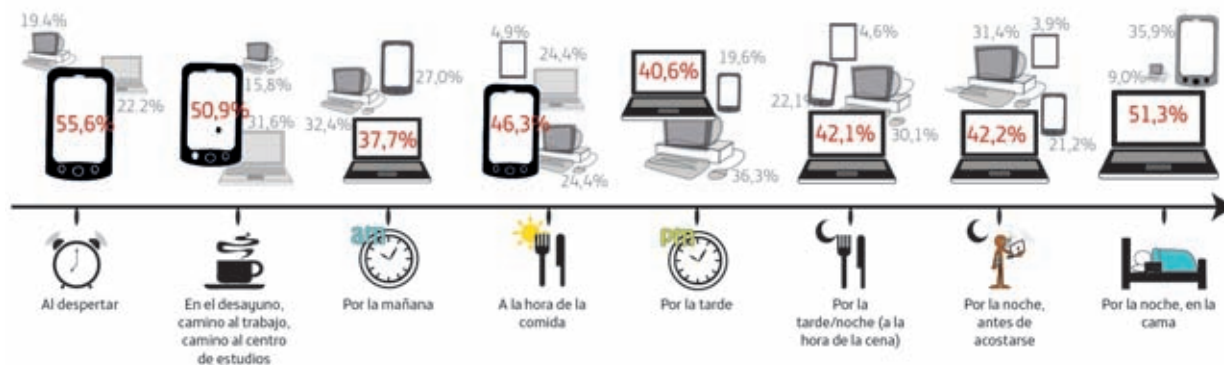 19.4%
55,6%
22.2%
50,9%
15,8%
31,6%
27,0%
32,4%
37,7%
4,9%
24,4%
46,3%
24,4%
40,6%
19,6%
36,3%
4,6%
22,1%
42,1%
30,1%
31,4%
3,9%
42,2%
21,2%
35,9%
9,0%
51,3%
am
pm
Al despertar
En el desayuno,
camino al trabajo,
camino al centro
de estudios
Por la mañana
A la hora de la
comida
Por la tarde
Por la
tarde/noche (a la
hora de la cena)
Por la noche,
antes de
acostarse
Por la noche, en la
cama